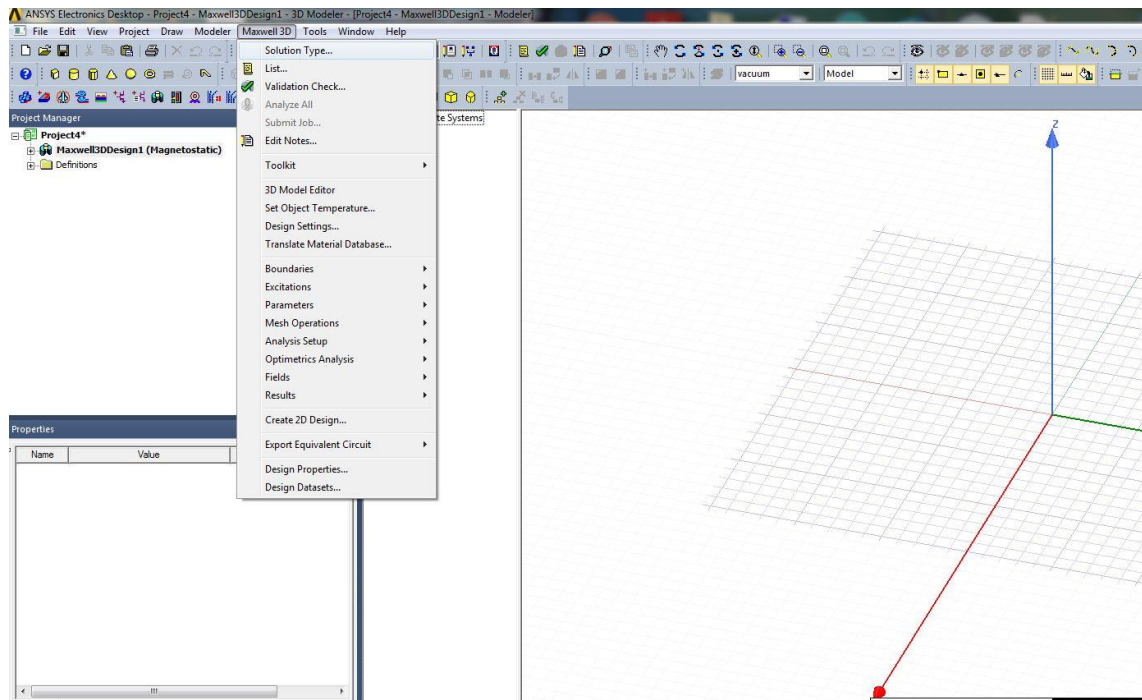 ANSYS Electronics Desktop - Project4 - Maxwell3DDesign1 - 3D Modeler - [Project4 - Maxwell3DDesign1 - Modeler]
File Edit View Project Draw Modeler Maxwell 3D Tools Window Help
Solution Type...
List...
Validation Check...
Analyze All
Submit Job...
Edit Notes...
Toolkit
3D Model Editor
Set Object Temperature...
Design Settings...
Translate Material Database...
Boundaries
Excitations
Parameters
Mesh Operations
Analysis Setup
Optimetrics Analysis
Fields
Results
Create 2D Design...
Export Equivalent Circuit
Design Properties...
Design Datasets...
vacuum Model
Project Manager
Project4*
Maxwell3DDesign1 (Magnetostatic)
Definitions
te Systems
Properties
Name Value
Z